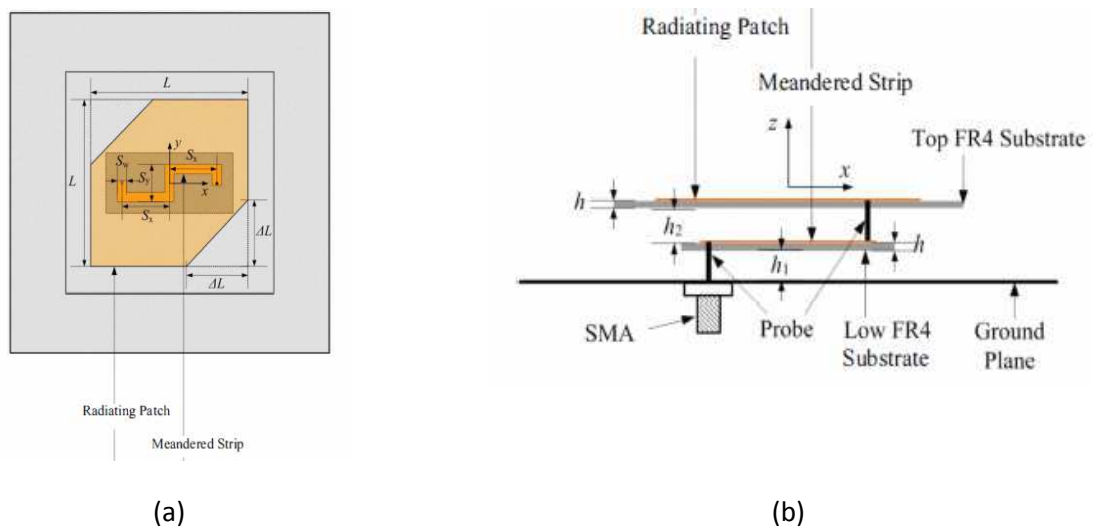 L
S_x
y
S_w
S_y
L
x
S_x
ΔL
ΔL
Radiating Patch
Meandered Strip
(a)
Radiating Patch
Meandered Strip
z
Top FR4 Substrate
x
h
h_2
h
h_1
SMA
Probe
Low FR4
Substrate
Ground
Plane
(b)